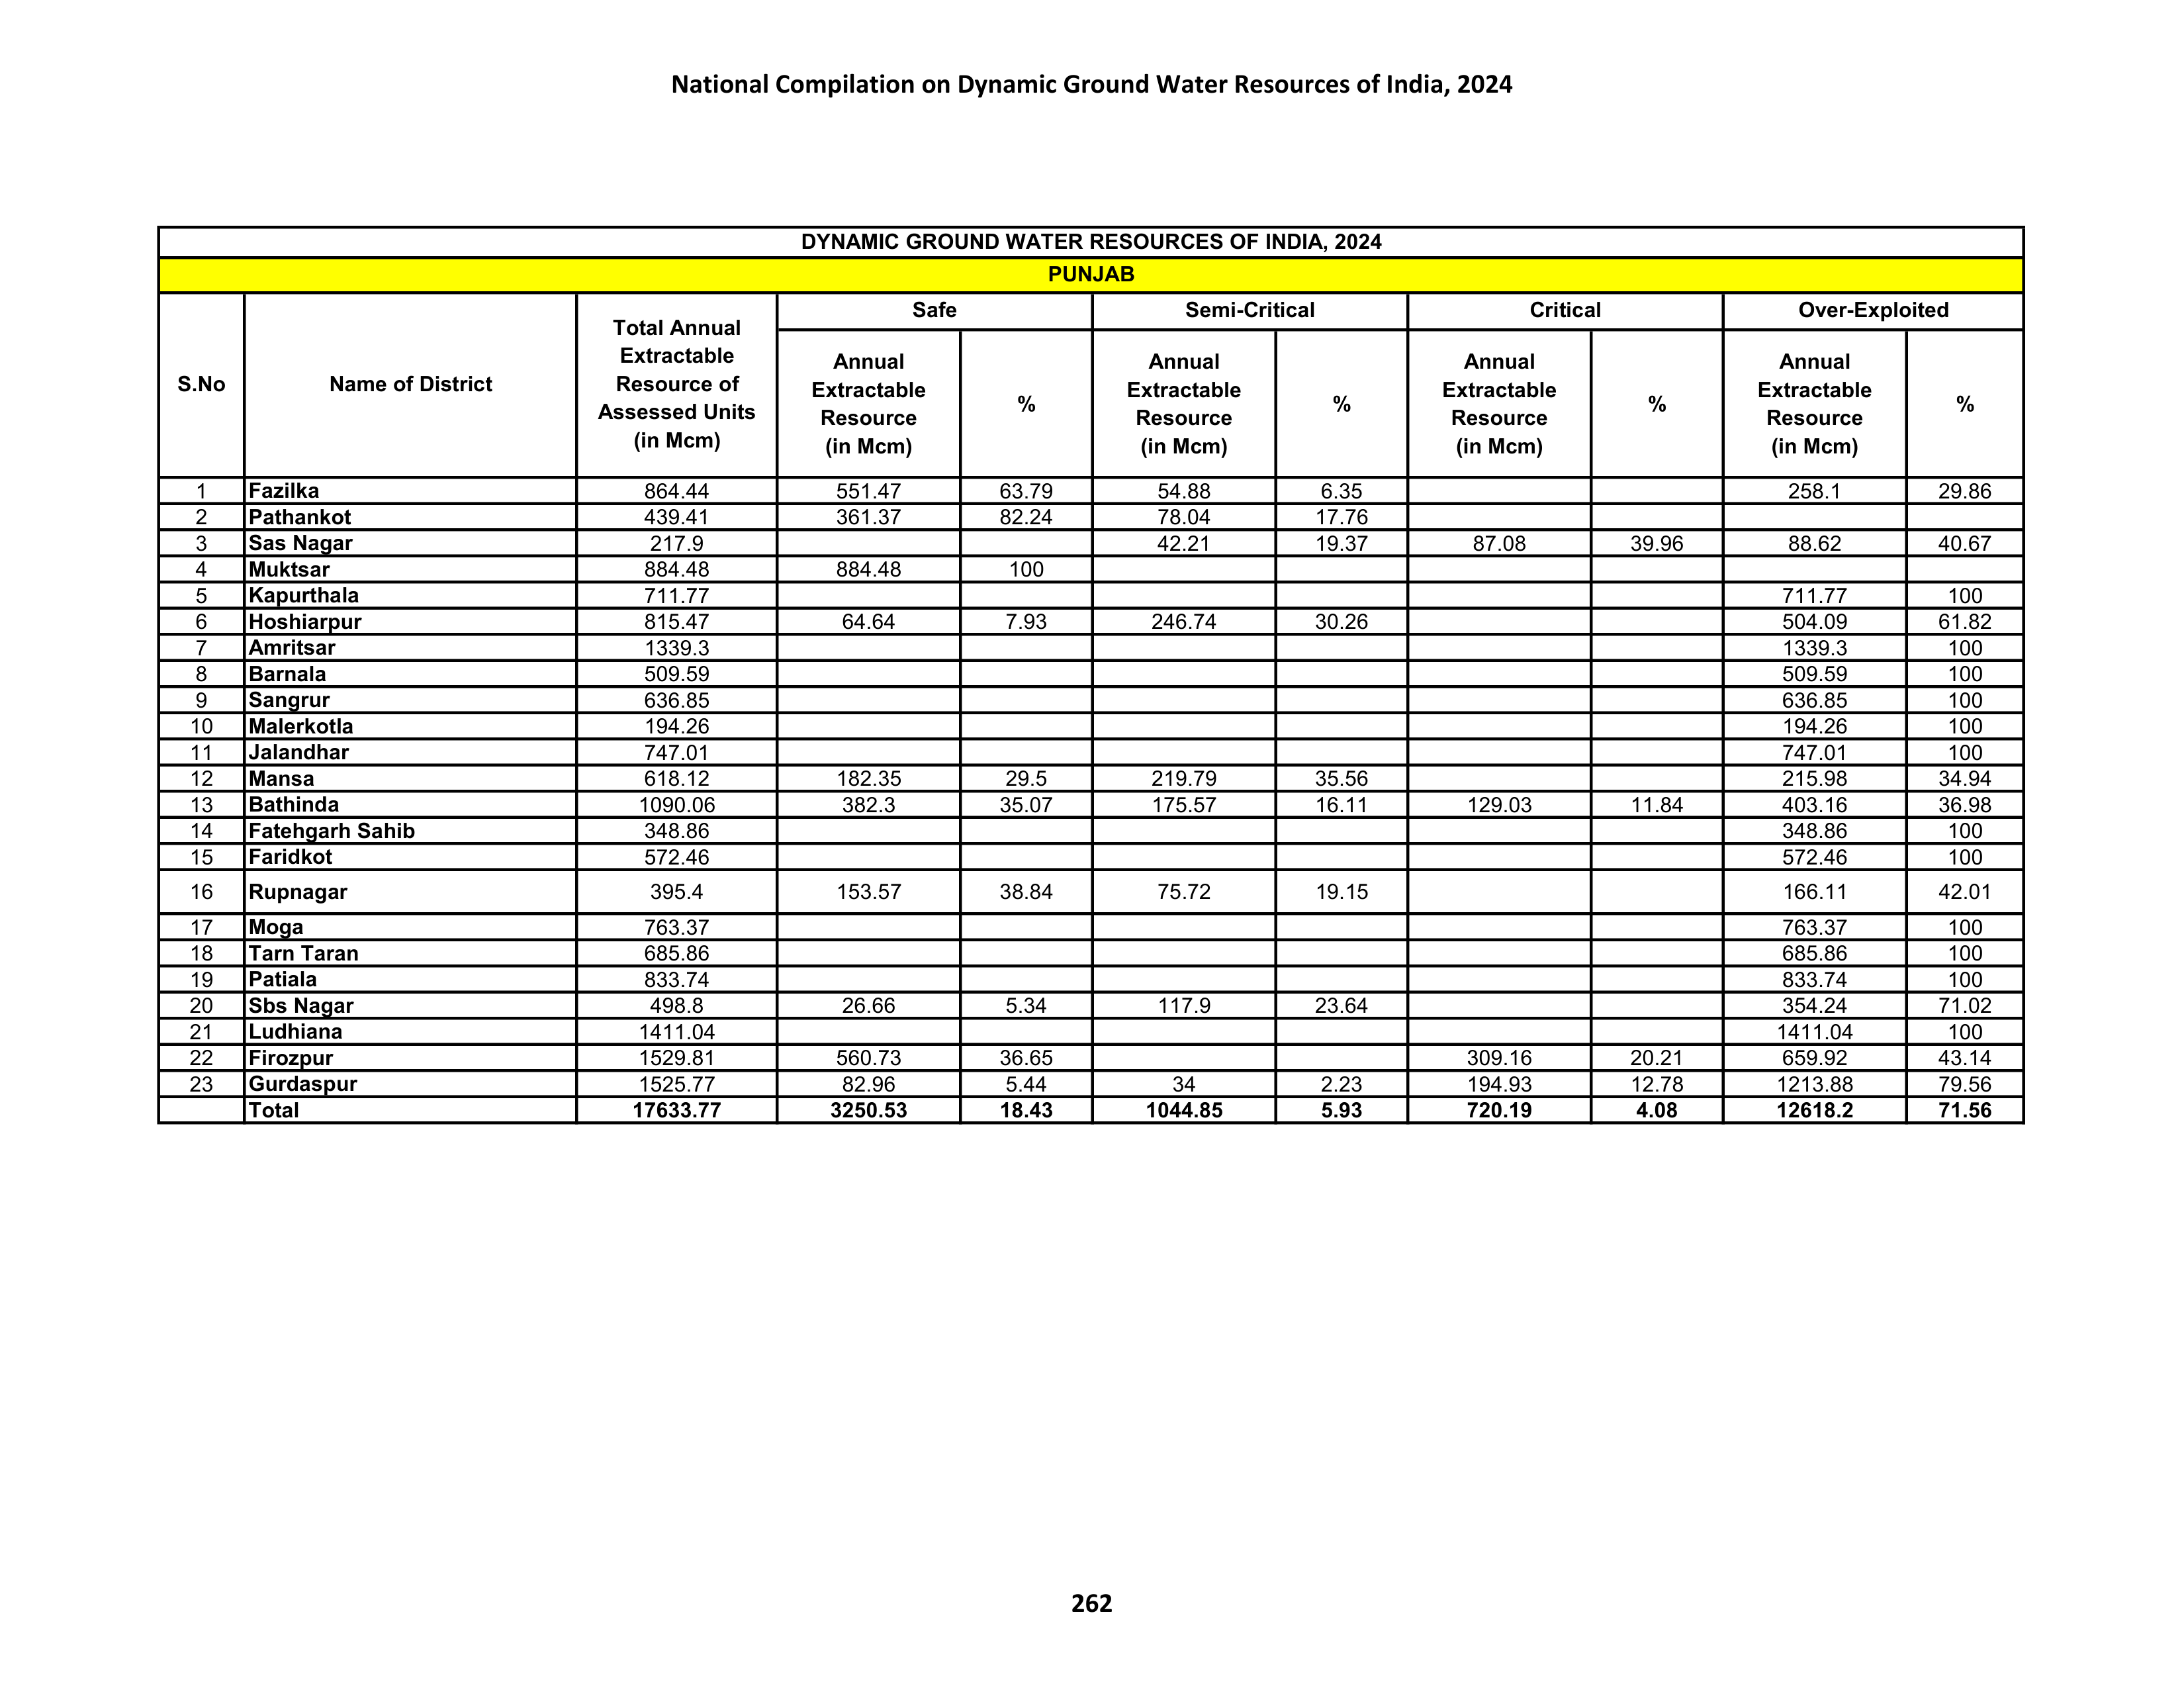 National Compilation on Dynamic Ground Water Resources of India, 2024
DYNAMIC GROUND WATER RESOURCES OF INDIA, 2024
PUNJAB
S.No Name of District Total Annual Extractable Resource of Assessed Units (in Mcm) Safe Semi-Critical Critical Over-Exploited
Annual Extractable Resource (in Mcm) % Annual Extractable Resource (in Mcm) % Annual Extractable Resource (in Mcm) % Annual Extractable Resource (in Mcm) %
1 Fazilka 864.44 551.47 63.79 54.88 6.35 258.1 29.86
2 Pathankot 439.41 361.37 82.24 78.04 17.76
3 Sas Nagar 217.9 42.21 19.37 87.08 39.96 88.62 40.67
4 Muktsar 884.48 884.48 100
5 Kapurthala 711.77 711.77 100
6 Hoshiarpur 815.47 64.64 7.93 246.74 30.26 504.09 61.82
7 Amritsar 1339.3 1339.3 100
8 Barnala 509.59 509.59 100
9 Sangrur 636.85 636.85 100
10 Malerkotla 194.26 194.26 100
11 Jalandhar 747.01 747.01 100
12 Mansa 618.12 182.35 29.5 219.79 35.56 215.98 34.94
13 Bathinda 1090.06 382.3 35.07 175.57 16.11 129.03 11.84 403.16 36.98
14 Fatehgarh Sahib 348.86 348.86 100
15 Faridkot 572.46 572.46 100
16 Rupnagar 395.4 153.57 38.84 75.72 19.15 166.11 42.01
17 Moga 763.37 763.37 100
18 Tarn Taran 685.86 685.86 100
19 Patiala 833.74 833.74 100
20 Sbs Nagar 498.8 26.66 5.34 117.9 23.64 354.24 71.02
21 Ludhiana 1411.04 1411.04 100
22 Firozpur 1529.81 560.73 36.65 309.16 20.21 659.92 43.14
23 Gurdaspur 1525.77 82.96 5.44 34 2.23 194.93 12.78 1213.88 79.56
Total 17633.77 3250.53 18.43 1044.85 5.93 720.19 4.08 12618.2 71.56
262